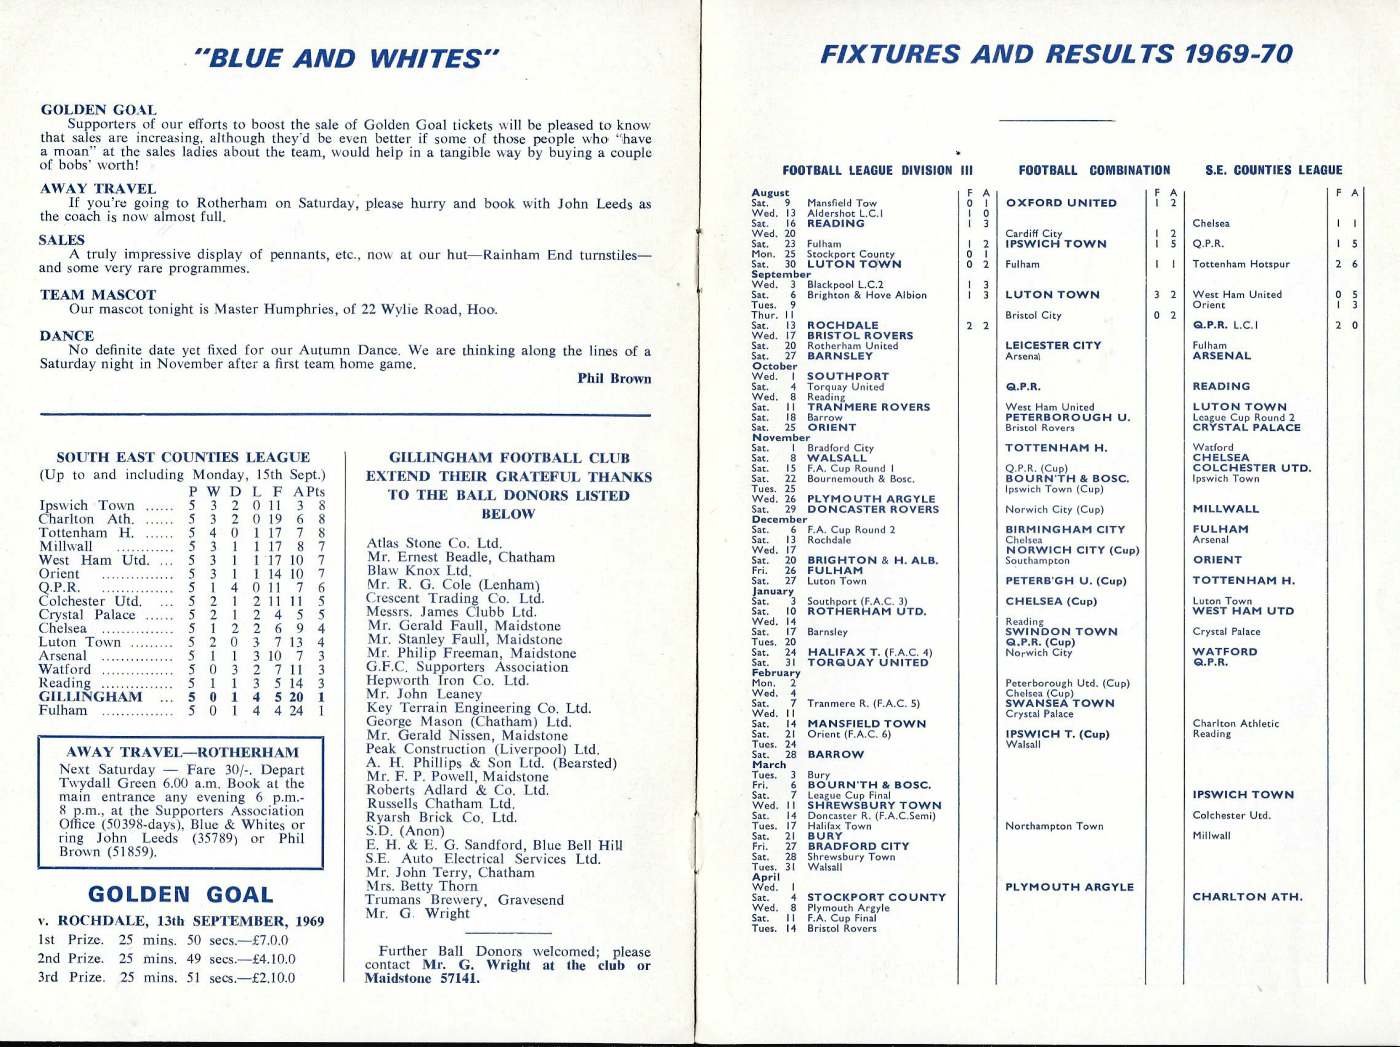 "BLUE AND WHITES"
GOLDEN GOAL
Supporters of our efforts to boost the sale of Golden Goal tickets will be pleased to know
that sales are increasing, although they'd be even better if some of those people who "have
a moan" at the sales ladies about the team, would help in a tangible way by buying a couple
of bobs' worth!
AWAY TRAVEL
If you're going to Rotherham on Saturday, please hurry and book with John Leeds as
the coach is now almost full.
SALES
A truly impressive display of pennants, etc., now at our hut—Rainham End turnstiles—
and some very rare programmes.
TEAM MASCOT
Our mascot tonight is Master Humphries, of 22 Wylie Road, Hoo.
DANCE
No definite date yet fixed for our Autumn Dance. We are thinking along the lines of a
Saturday night in November after a first team home game.
Phil Brown
SOUTH EAST COUNTIES LEAGUE
(Up to and including Monday, 15th Sept.)
P W D L F A Pts
Ipswich Town ...... 5 3 2 0 11 3 8
Charlton Ath. ...... 5 3 2 0 19 6 8
Tottenham H. ...... 5 4 0 1 17 7 8
Millwall ............ 5 3 1 1 17 8 7
West Ham Utd. ... 5 3 1 1 17 10 7
Orient ............... 5 3 1 1 14 10 7
Q.P.R. ............... 5 1 4 0 11 7 6
Colchester Utd. ... 5 2 1 2 11 11 5
Crystal Palace ...... 5 2 1 2 4 5 5
Chelsea ............... 5 1 2 2 6 9 4
Luton Town ......... 5 2 0 3 7 13 4
Arsenal ............... 5 1 1 3 10 7 3
Watford ............... 5 0 3 2 7 11 3
Reading ............... 5 1 1 3 5 14 3
GILLINGHAM ... 5 0 1 4 5 20 1
Fulham ............... 5 0 1 4 4 24 1
AWAY TRAVEL—ROTHERHAM
Next Saturday — Fare 30/-. Depart
Twydall Green 6.00 a.m. Book at the
main entrance any evening 6 p.m.-
8 p.m., at the Supporters Association
Office (50398-days), Blue & Whites or
ring John Leeds (35789) or Phil
Brown (51859).
GOLDEN GOAL
v. ROCHDALE, 13th SEPTEMBER, 1969
1st Prize. 25 mins. 50 secs.—£7.0.0
2nd Prize. 25 mins. 49 secs.—£4.10.0
3rd Prize. 25 mins. 51 secs.—£2.10.0
GILLINGHAM FOOTBALL CLUB
EXTEND THEIR GRATEFUL THANKS
TO THE BALL DONORS LISTED
BELOW
Atlas Stone Co. Ltd.
Mr. Ernest Beadle, Chatham
Blaw Knox Ltd.
Mr. R. G. Cole (Lenham)
Crescent Trading Co. Ltd.
Messrs. James Clubb Ltd.
Mr. Gerald Faull, Maidstone
Mr. Stanley Faull, Maidstone
Mr. Philip Freeman, Maidstone
G.F.C. Supporters Association
Hepworth Iron Co. Ltd.
Mr. John Leaney
Key Terrain Engineering Co. Ltd.
George Mason (Chatham) Ltd.
Mr. Gerald Nissen, Maidstone
Peak Construction (Liverpool) Ltd.
A. H. Phillips & Son Ltd. (Bearsted)
Mr. F. P. Powell, Maidstone
Roberts Adlard & Co. Ltd.
Russells Chatham Ltd.
Ryarsh Brick Co. Ltd.
S.D. (Anon)
E. H. & E. G. Sandford, Blue Bell Hill
S.E. Auto Electrical Services Ltd.
Mr. John Terry, Chatham
Mrs. Betty Thorn
Trumans Brewery, Gravesend
Mr. G. Wright
Further Ball Donors welcomed; please
contact Mr. G. Wright at the club or
Maidstone 57141.
FIXTURES AND RESULTS 1969-70
FOOTBALL LEAGUE DIVISION III FOOTBALL COMBINATION S.E. COUNTIES LEAGUE
August F A F A F A
Sat. 9 Mansfield Tow 0 1 OXFORD UNITED 1 2
Wed. 13 Aldershot L.C.1 1 0
Sat. 16 READING 1 3 Chelsea 1 1
Wed. 20 Cardiff City 1 2
Sat. 23 Fulham 1 2 IPSWICH TOWN 1 5 Q.P.R. 1 5
Mon. 25 Stockport County 0 1
Sat. 30 LUTON TOWN 0 2 Fulham 1 1 Tottenham Hotspur 2 6
September
Wed. 3 Blackpool L.C.2 1 3
Sat. 6 Brighton & Hove Albion 1 3 LUTON TOWN 3 2 West Ham United 0 5
Tues. 9 Orient 1 3
Thur. 11 Bristol City 0 2
Sat. 13 ROCHDALE 2 2 Q.P.R. L.C.1 2 0
Wed. 17 BRISTOL ROVERS
Sat. 20 Rotherham United LEICESTER CITY Fulham
Sat. 27 BARNSLEY Arsenal ARSENAL
October
Wed. 1 SOUTHPORT
Sat. 4 Torquay United Q.P.R. READING
Wed. 8 Reading
Sat. 11 TRANMERE ROVERS West Ham United LUTON TOWN
Sat. 18 Barrow PETERBOROUGH U. League Cup Round 2
Sat. 25 ORIENT Bristol Rovers CRYSTAL PALACE
November
Sat. 1 Bradford City TOTTENHAM H. Watford
Sat. 8 WALSALL CHELSEA
Sat. 15 F.A. Cup Round 1 Q.P.R. (Cup) COLCHESTER UTD.
Sat. 22 Bournemouth & Bosc. BOURN'TH & BOSC. Ipswich Town
Tues. 25 Ipswich Town (Cup)
Wed. 26 PLYMOUTH ARGYLE
Sat. 29 DONCASTER ROVERS Norwich City (Cup) MILLWALL
December
Sat. 6 F.A. Cup Round 2 BIRMINGHAM CITY FULHAM
Sat. 13 Rochdale Chelsea Arsenal
Wed. 17 NORWICH CITY (Cup)
Sat. 20 BRIGHTON & H. ALB. Southampton ORIENT
Fri. 26 FULHAM
Sat. 27 Luton Town PETERB'GH U. (Cup) TOTTENHAM H.
January
Sat. 3 Southport (F.A.C. 3) CHELSEA (Cup) Luton Town
Sat. 10 ROTHERHAM UTD. WEST HAM UTD
Wed. 14 Reading
Sat. 17 Barnsley SWINDON TOWN Crystal Palace
Tues. 20 Q.P.R. (Cup)
Sat. 24 HALIFAX T. (F.A.C. 4) Norwich City WATFORD
Sat. 31 TORQUAY UNITED Q.P.R.
February
Mon. 2 Peterborough Utd. (Cup)
Wed. 4 Chelsea (Cup)
Sat. 7 Tranmere R. (F.A.C. 5) SWANSEA TOWN
Wed. 11 Crystal Palace
Sat. 14 MANSFIELD TOWN Charlton Athletic
Sat. 21 Orient (F.A.C. 6) IPSWICH T. (Cup) Reading
Tues. 24 Walsall
Sat. 28 BARROW
March
Tues. 3 Bury
Fri. 6 BOURN'TH & BOSC.
Sat. 7 League Cup Final IPSWICH TOWN
Wed. 11 SHREWSBURY TOWN
Sat. 14 Doncaster R. (F.A.C.Semi) Colchester Utd.
Tues. 17 Halifax Town Northampton Town
Sat. 21 BURY Millwall
Fri. 27 BRADFORD CITY
Sat. 28 Shrewsbury Town
Tues. 31 Walsall
April
Wed. 1 PLYMOUTH ARGYLE
Sat. 4 STOCKPORT COUNTY CHARLTON ATH.
Wed. 8 Plymouth Argyle
Sat. 11 F.A. Cup Final
Tues. 14 Bristol Rovers